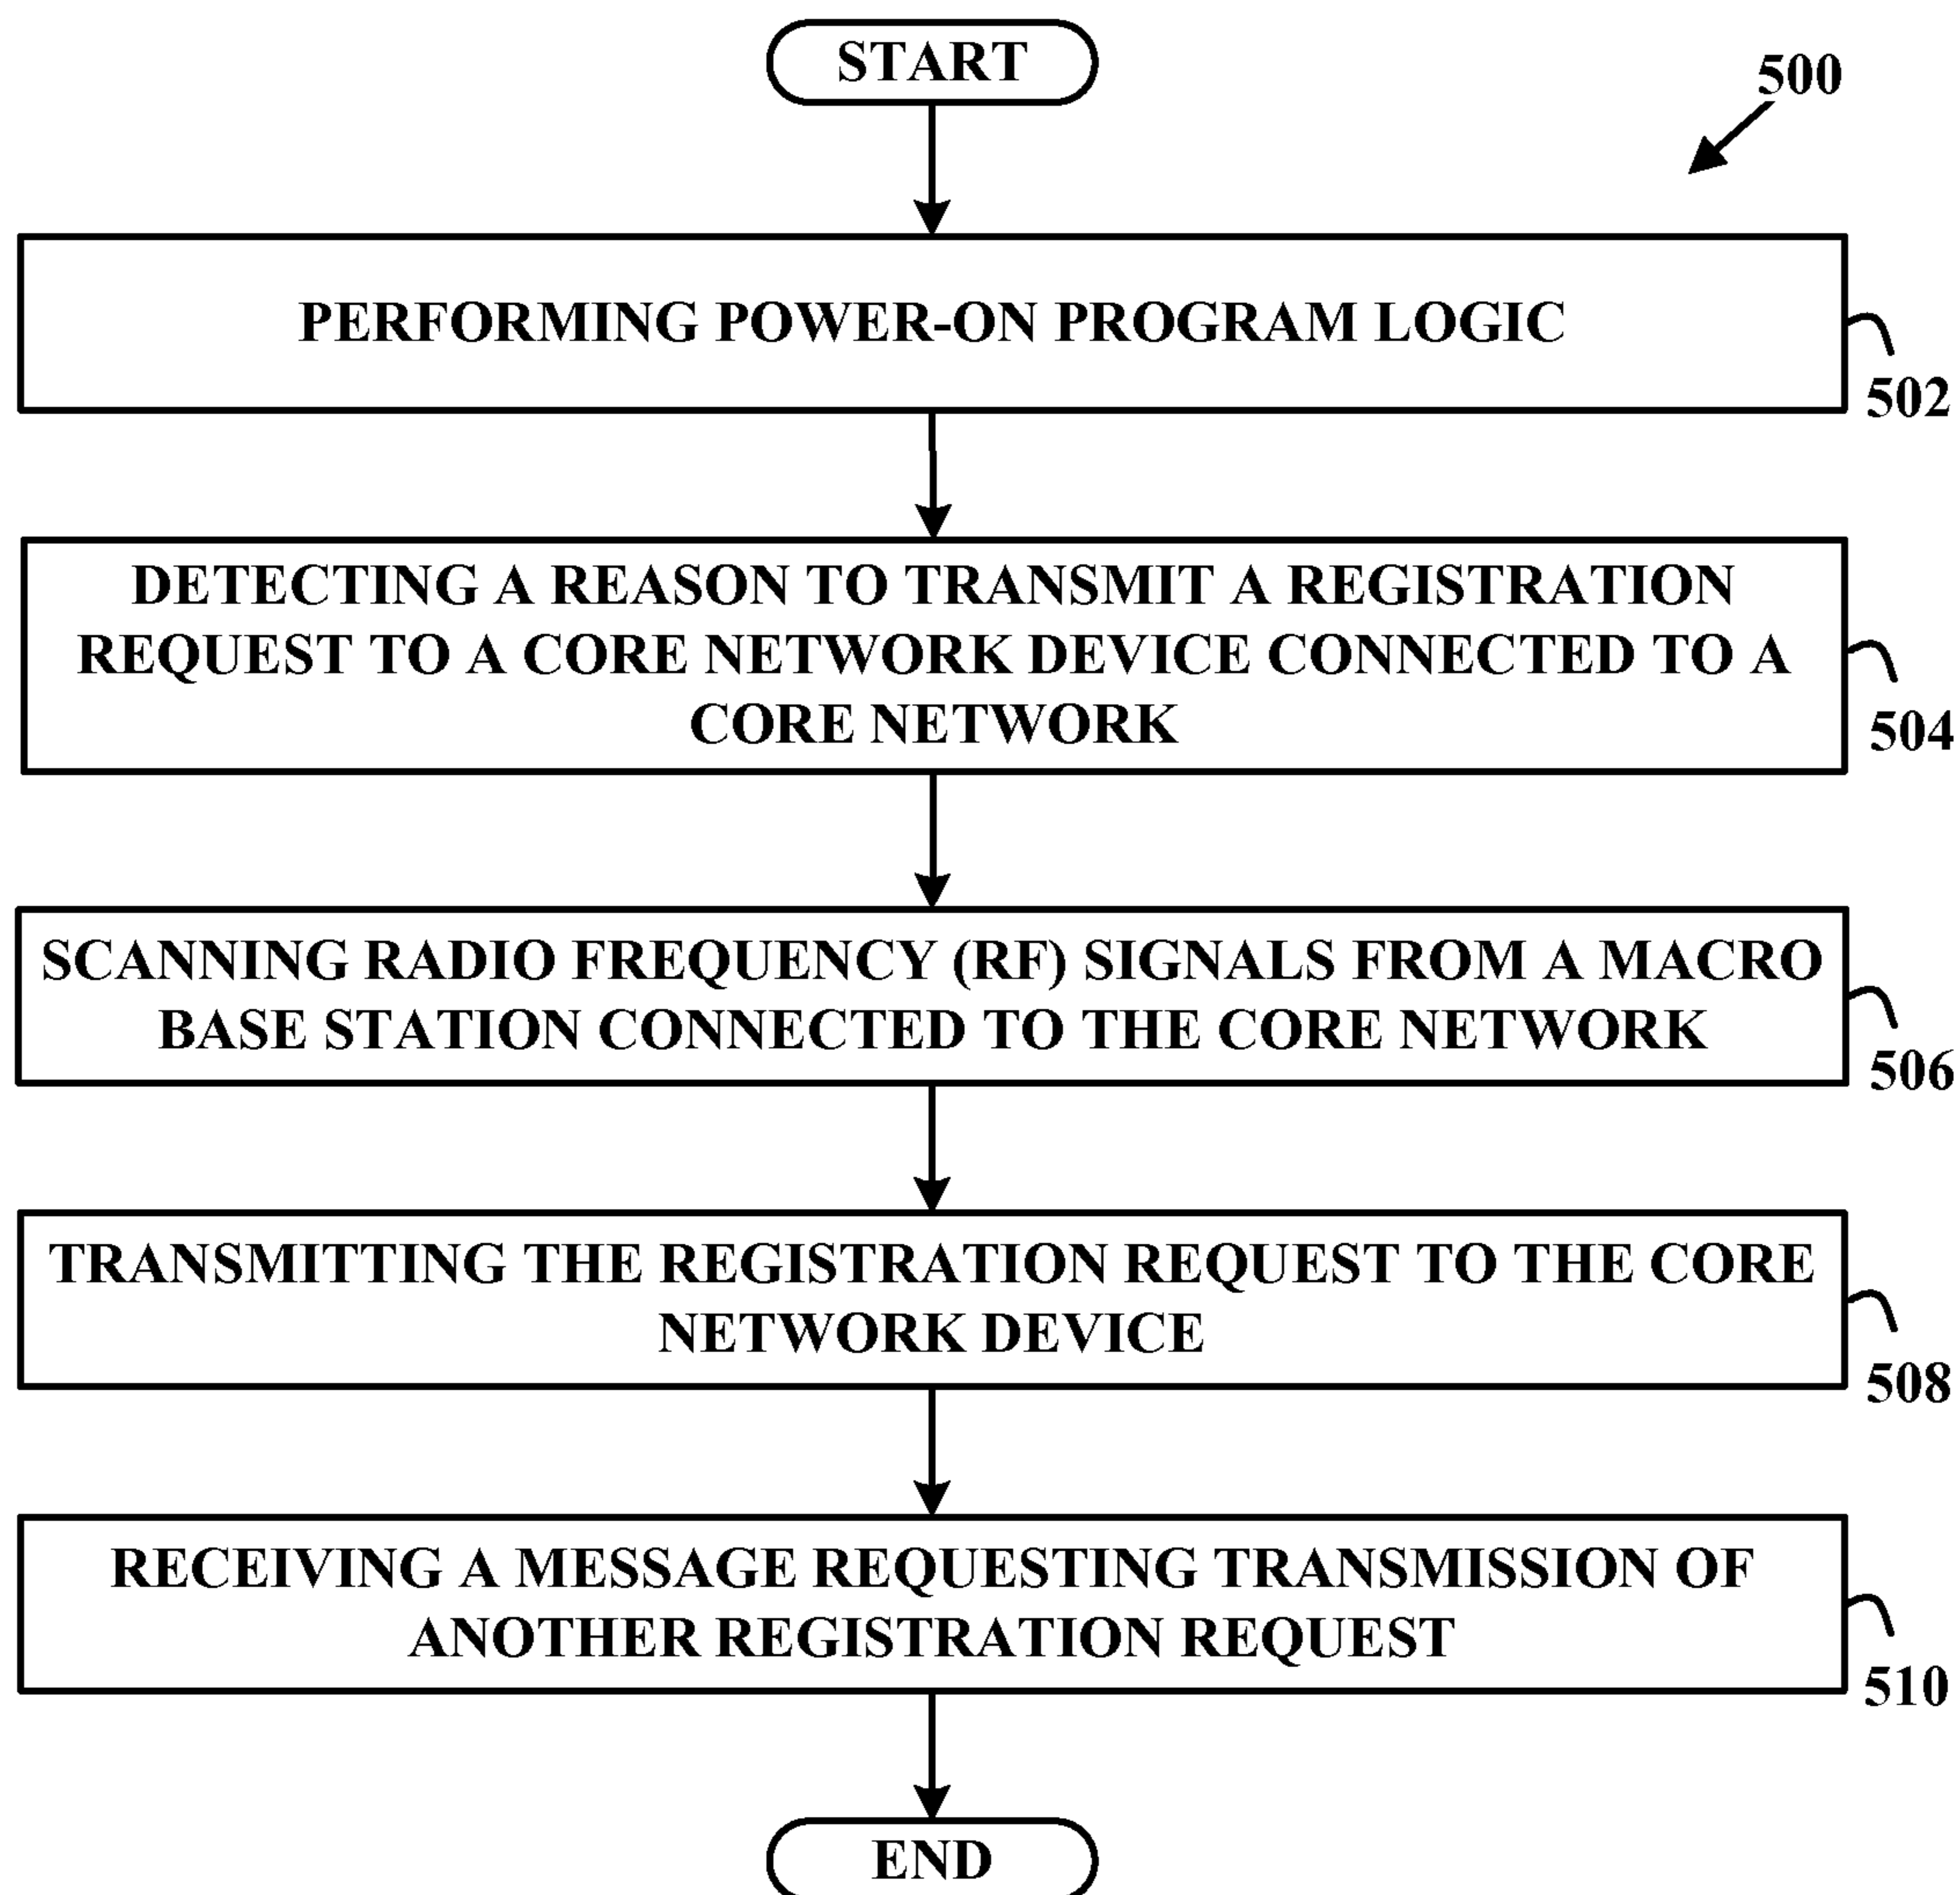 START
500
PERFORMING POWER-ON PROGRAM LOGIC
502
DETECTING A REASON TO TRANSMIT A REGISTRATION
REQUEST TO A CORE NETWORK DEVICE CONNECTED TO A
CORE NETWORK
504
SCANNING RADIO FREQUENCY (RF) SIGNALS FROM A MACRO
BASE STATION CONNECTED TO THE CORE NETWORK
506
TRANSMITTING THE REGISTRATION REQUEST TO THE CORE
NETWORK DEVICE
508
RECEIVING A MESSAGE REQUESTING TRANSMISSION OF
ANOTHER REGISTRATION REQUEST
510
END